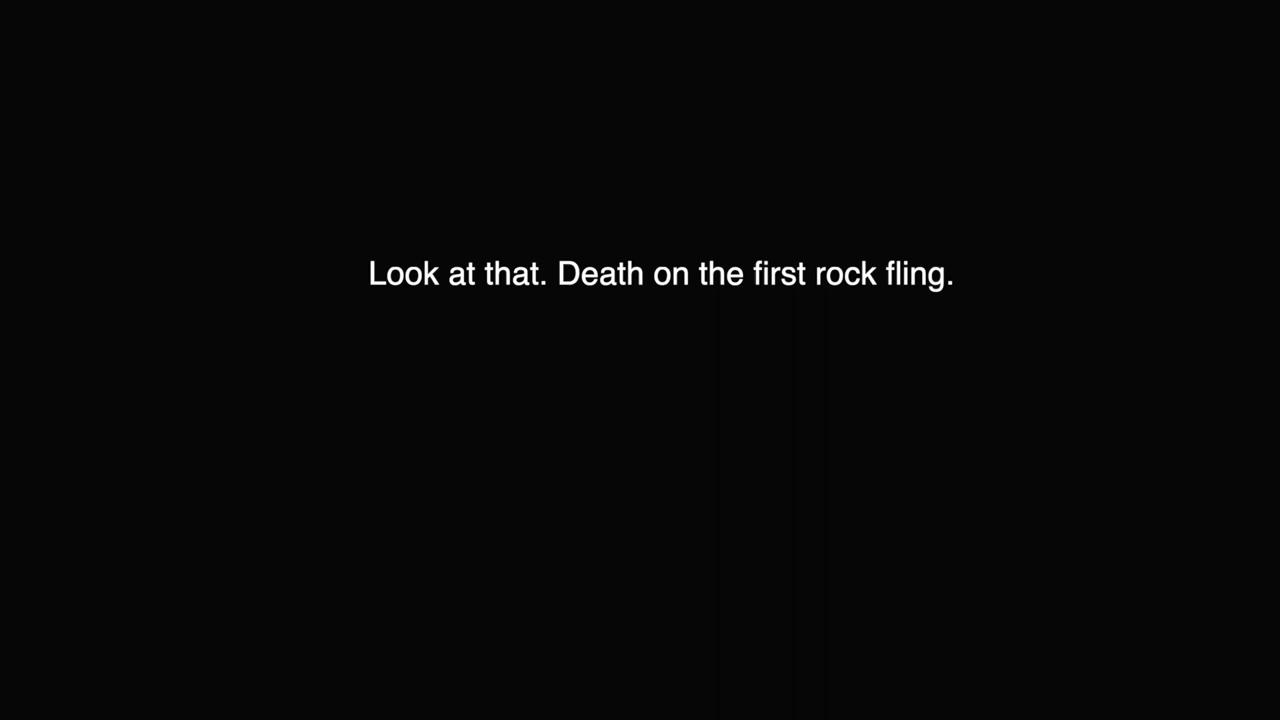 Look at that. Death on the first rock fling.